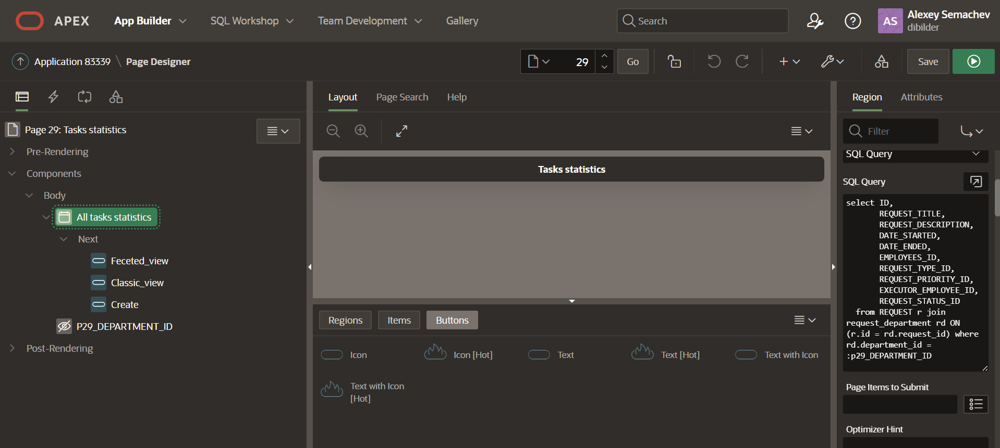 APEX App Builder SQL Workshop Team Development Gallery Search AS Alexey Semachev
dibilder
Application 83339 \ Page Designer 29 Go Save
Layout Page Search Help
Region Attributes
Page 29: Tasks statistics
Pre-Rendering
Components
Body
All tasks statistics
Next
Feceted_view
Classic_view
Create
P29_DEPARTMENT_ID
Post-Rendering
Tasks statistics
Regions Items Buttons
Icon Icon [Hot] Text Text [Hot] Text with Icon
Text with Icon
[Hot]
Filter
SQL Query
SQL Query
select ID,
REQUEST_TITLE,
REQUEST_DESCRIPTION,
DATE_STARTED,
DATE_ENDED,
EMPLOYEES_ID,
REQUEST_TYPE_ID,
REQUEST_PRIORITY_ID,
EXECUTOR_EMPLOYEE_ID,
REQUEST_STATUS_ID
from REQUEST r join
request_department rd ON
(r.id = rd.request_id) where
rd.department_id =
:p29_DEPARTMENT_ID
Page Items to Submit
Optimizer Hint